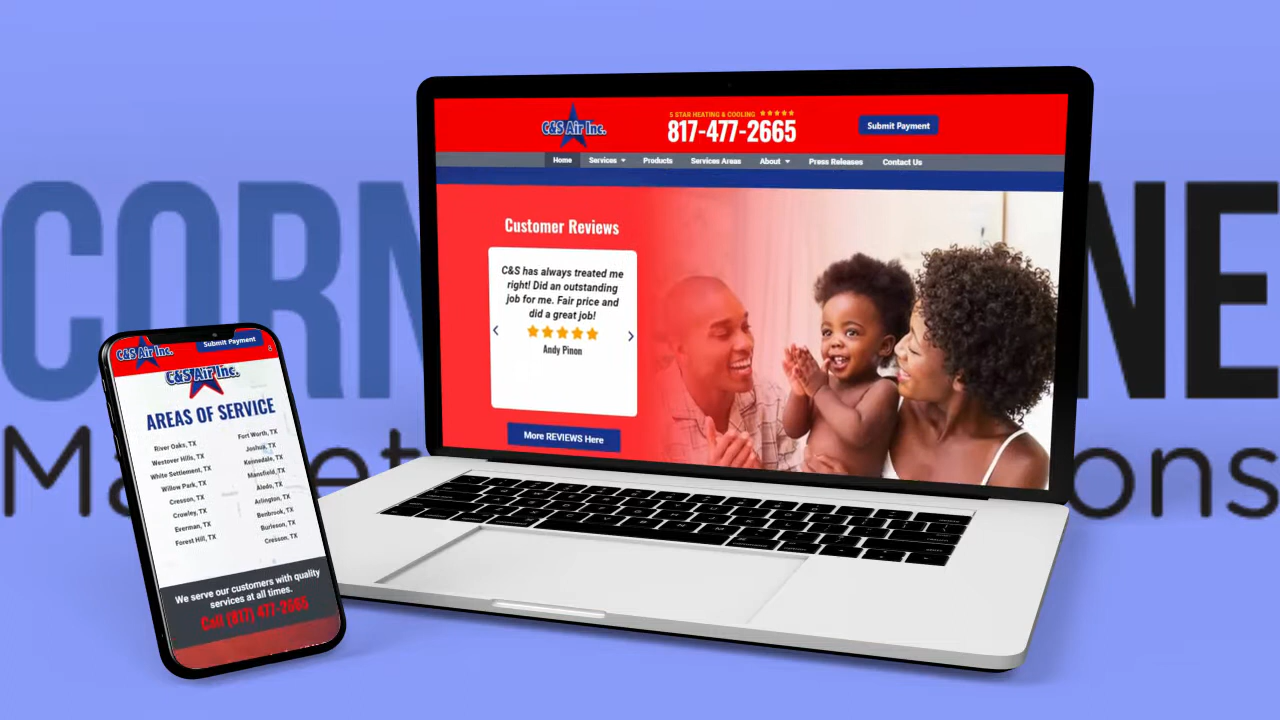 CORN
NE
Ma
et
ons
C&S Air Inc.
5 STAR HEATING & COOLING
817-477-2665
Submit Payment
Home
Services
Products
Services Areas
About
Press Releases
Contact Us
Customer Reviews
C&S has always treated me
right! Did an outstanding
job for me. Fair price and
did a great job!
Andy Pinon
More REVIEWS Here
C&S Air Inc.
Submit Payment
C&S Air Inc.
AREAS OF SERVICE
River Oaks, TX
Westover Hills, TX
White Settlement, TX
Willow Park, TX
Cresson, TX
Crowley, TX
Everman, TX
Forest Hill, TX
Fort Worth, TX
Joshua, TX
Kennedale, TX
Mansfield, TX
Aledo, TX
Arlington, TX
Benbrook, TX
Burleson, TX
Cresson, TX
We serve our customers with quality
services at all times.
Call (817) 477-2665